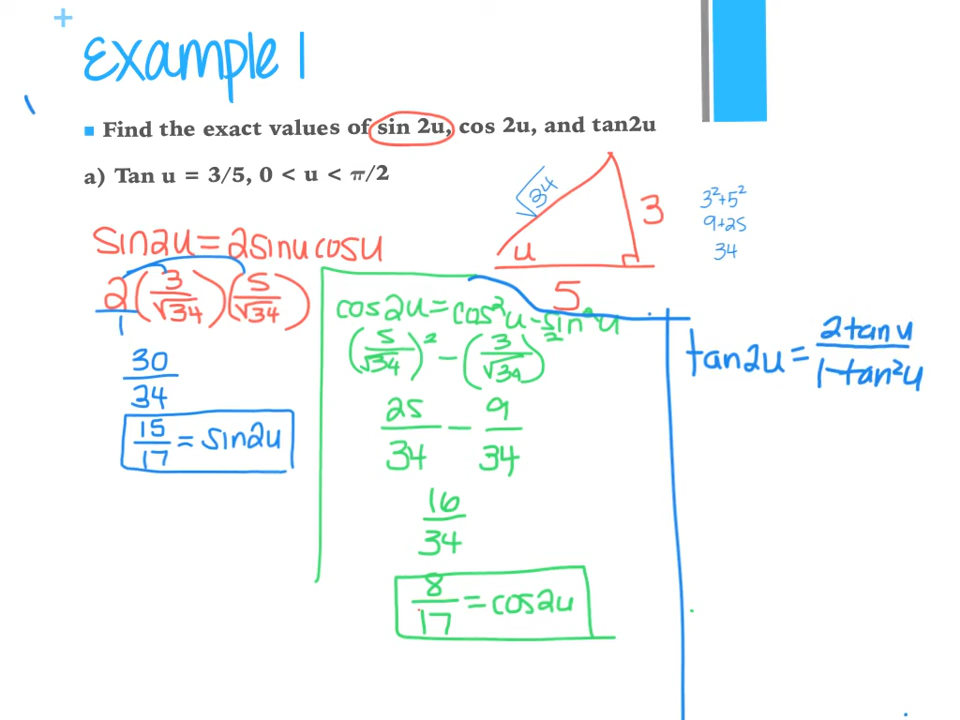 Example 1
Find the exact values of sin 2u, cos 2u, and tan2u
a) Tan u = 3/5, 0 < u < π/2
√34
3
u
5
3²+5²
9+25
34
sin2u = 2sinu cosu
2/1 (3/√34)(5/√34)
30/34
15/17 = sin2u
cos2u = cos²u - sin²u
(5/√34)² - (3/√34)²
25/34 - 9/34
16/34
8/17 = cos2u
tan2u = 2tanu/1-tan²u